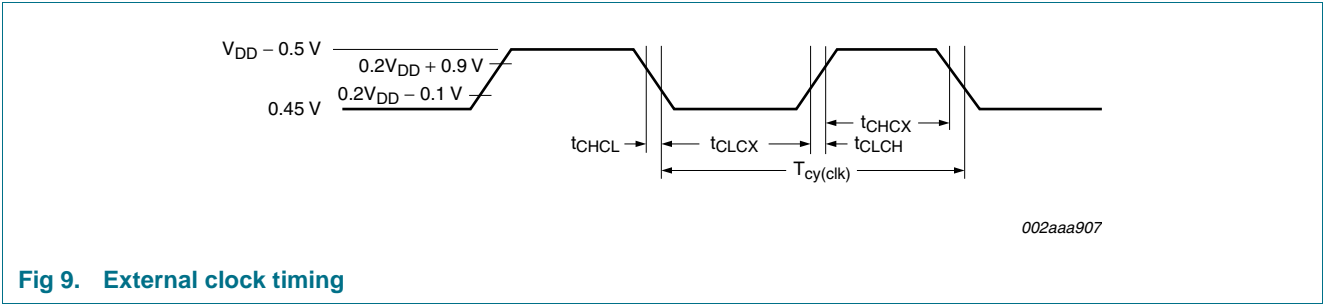 VDD − 0.5 V
0.2VDD + 0.9 V
0.2VDD − 0.1 V
0.45 V
tCHCX
tCHCL
tCLCX
tCLCH
Tcy(clk)
002aaa907
Fig 9. External clock timing